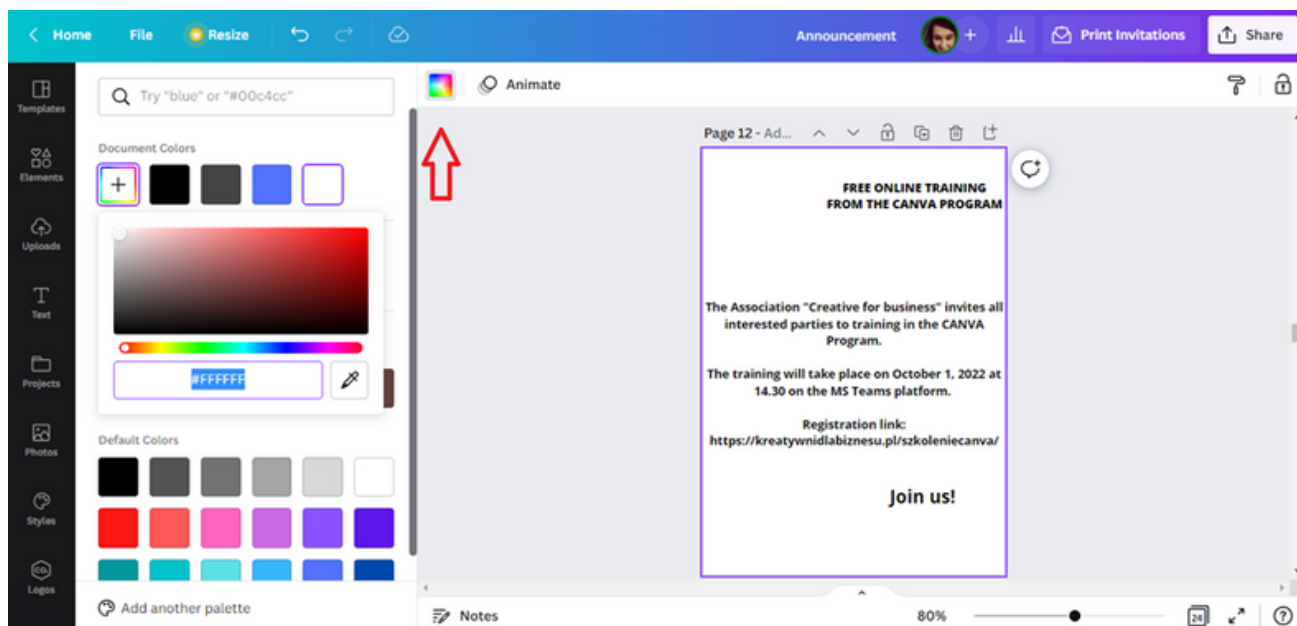 Home
File
Resize
Announcement
+
Print Invitations
Share
Templates
Elements
Uploads
Text
Projects
Photos
Styles
CO.
Logos
Try "blue" or "#00c4cc"
Document Colors
+
#FFFFFF
Default Colors
Add another palette
Animate
Page 12 - Ad...
FREE ONLINE TRAINING
FROM THE CANVA PROGRAM
The Association "Creative for business" invites all
interested parties to training in the CANVA
Program.
The training will take place on October 1, 2022 at
14.30 on the MS Teams platform.
Registration link:
https://kreatywnidlabiznesu.pl/szkoleniecanva/
Join us!
Notes
80%
24
?